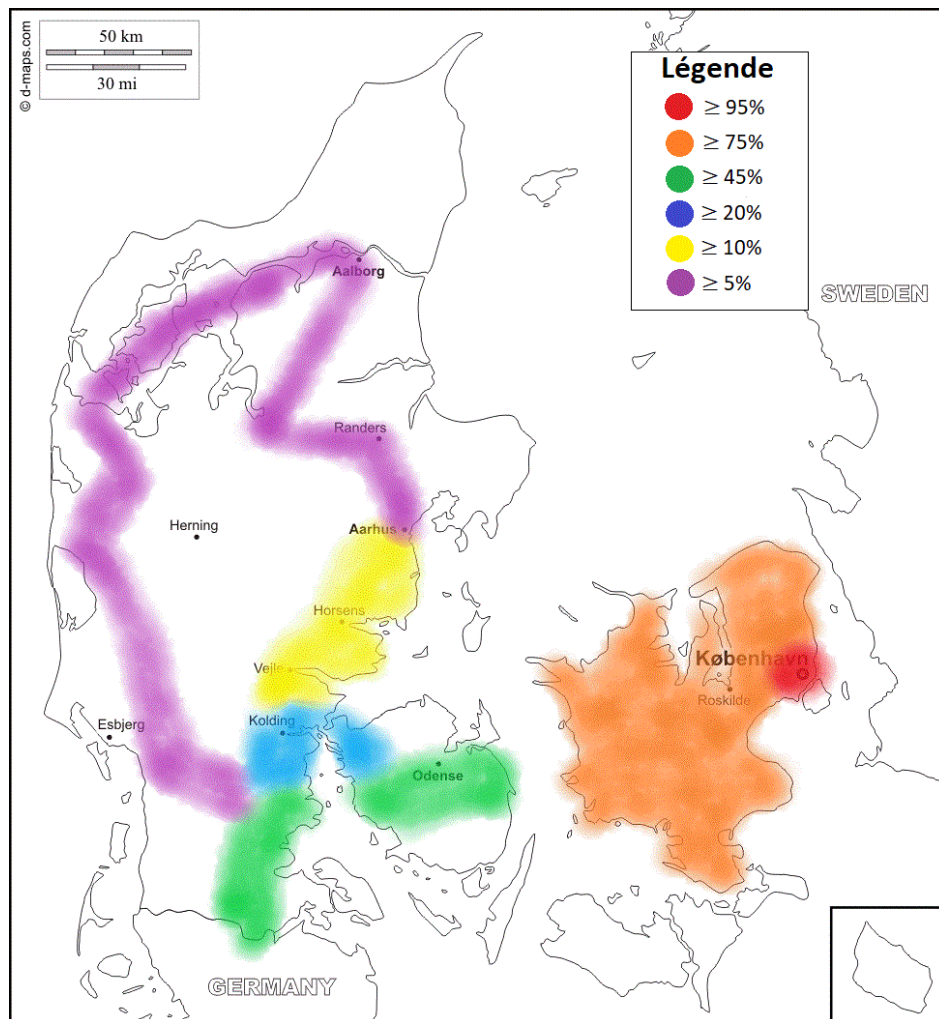 50 km
30 mi
© d-maps.com
Légende
≥ 95%
≥ 75%
≥ 45%
≥ 20%
≥ 10%
≥ 5%
SWEDEN
Aalborg
Randers
Herning
Aarhus
Horsens
København
Vejle
Roskilde
Kolding
Esbjerg
Odense
GERMANY